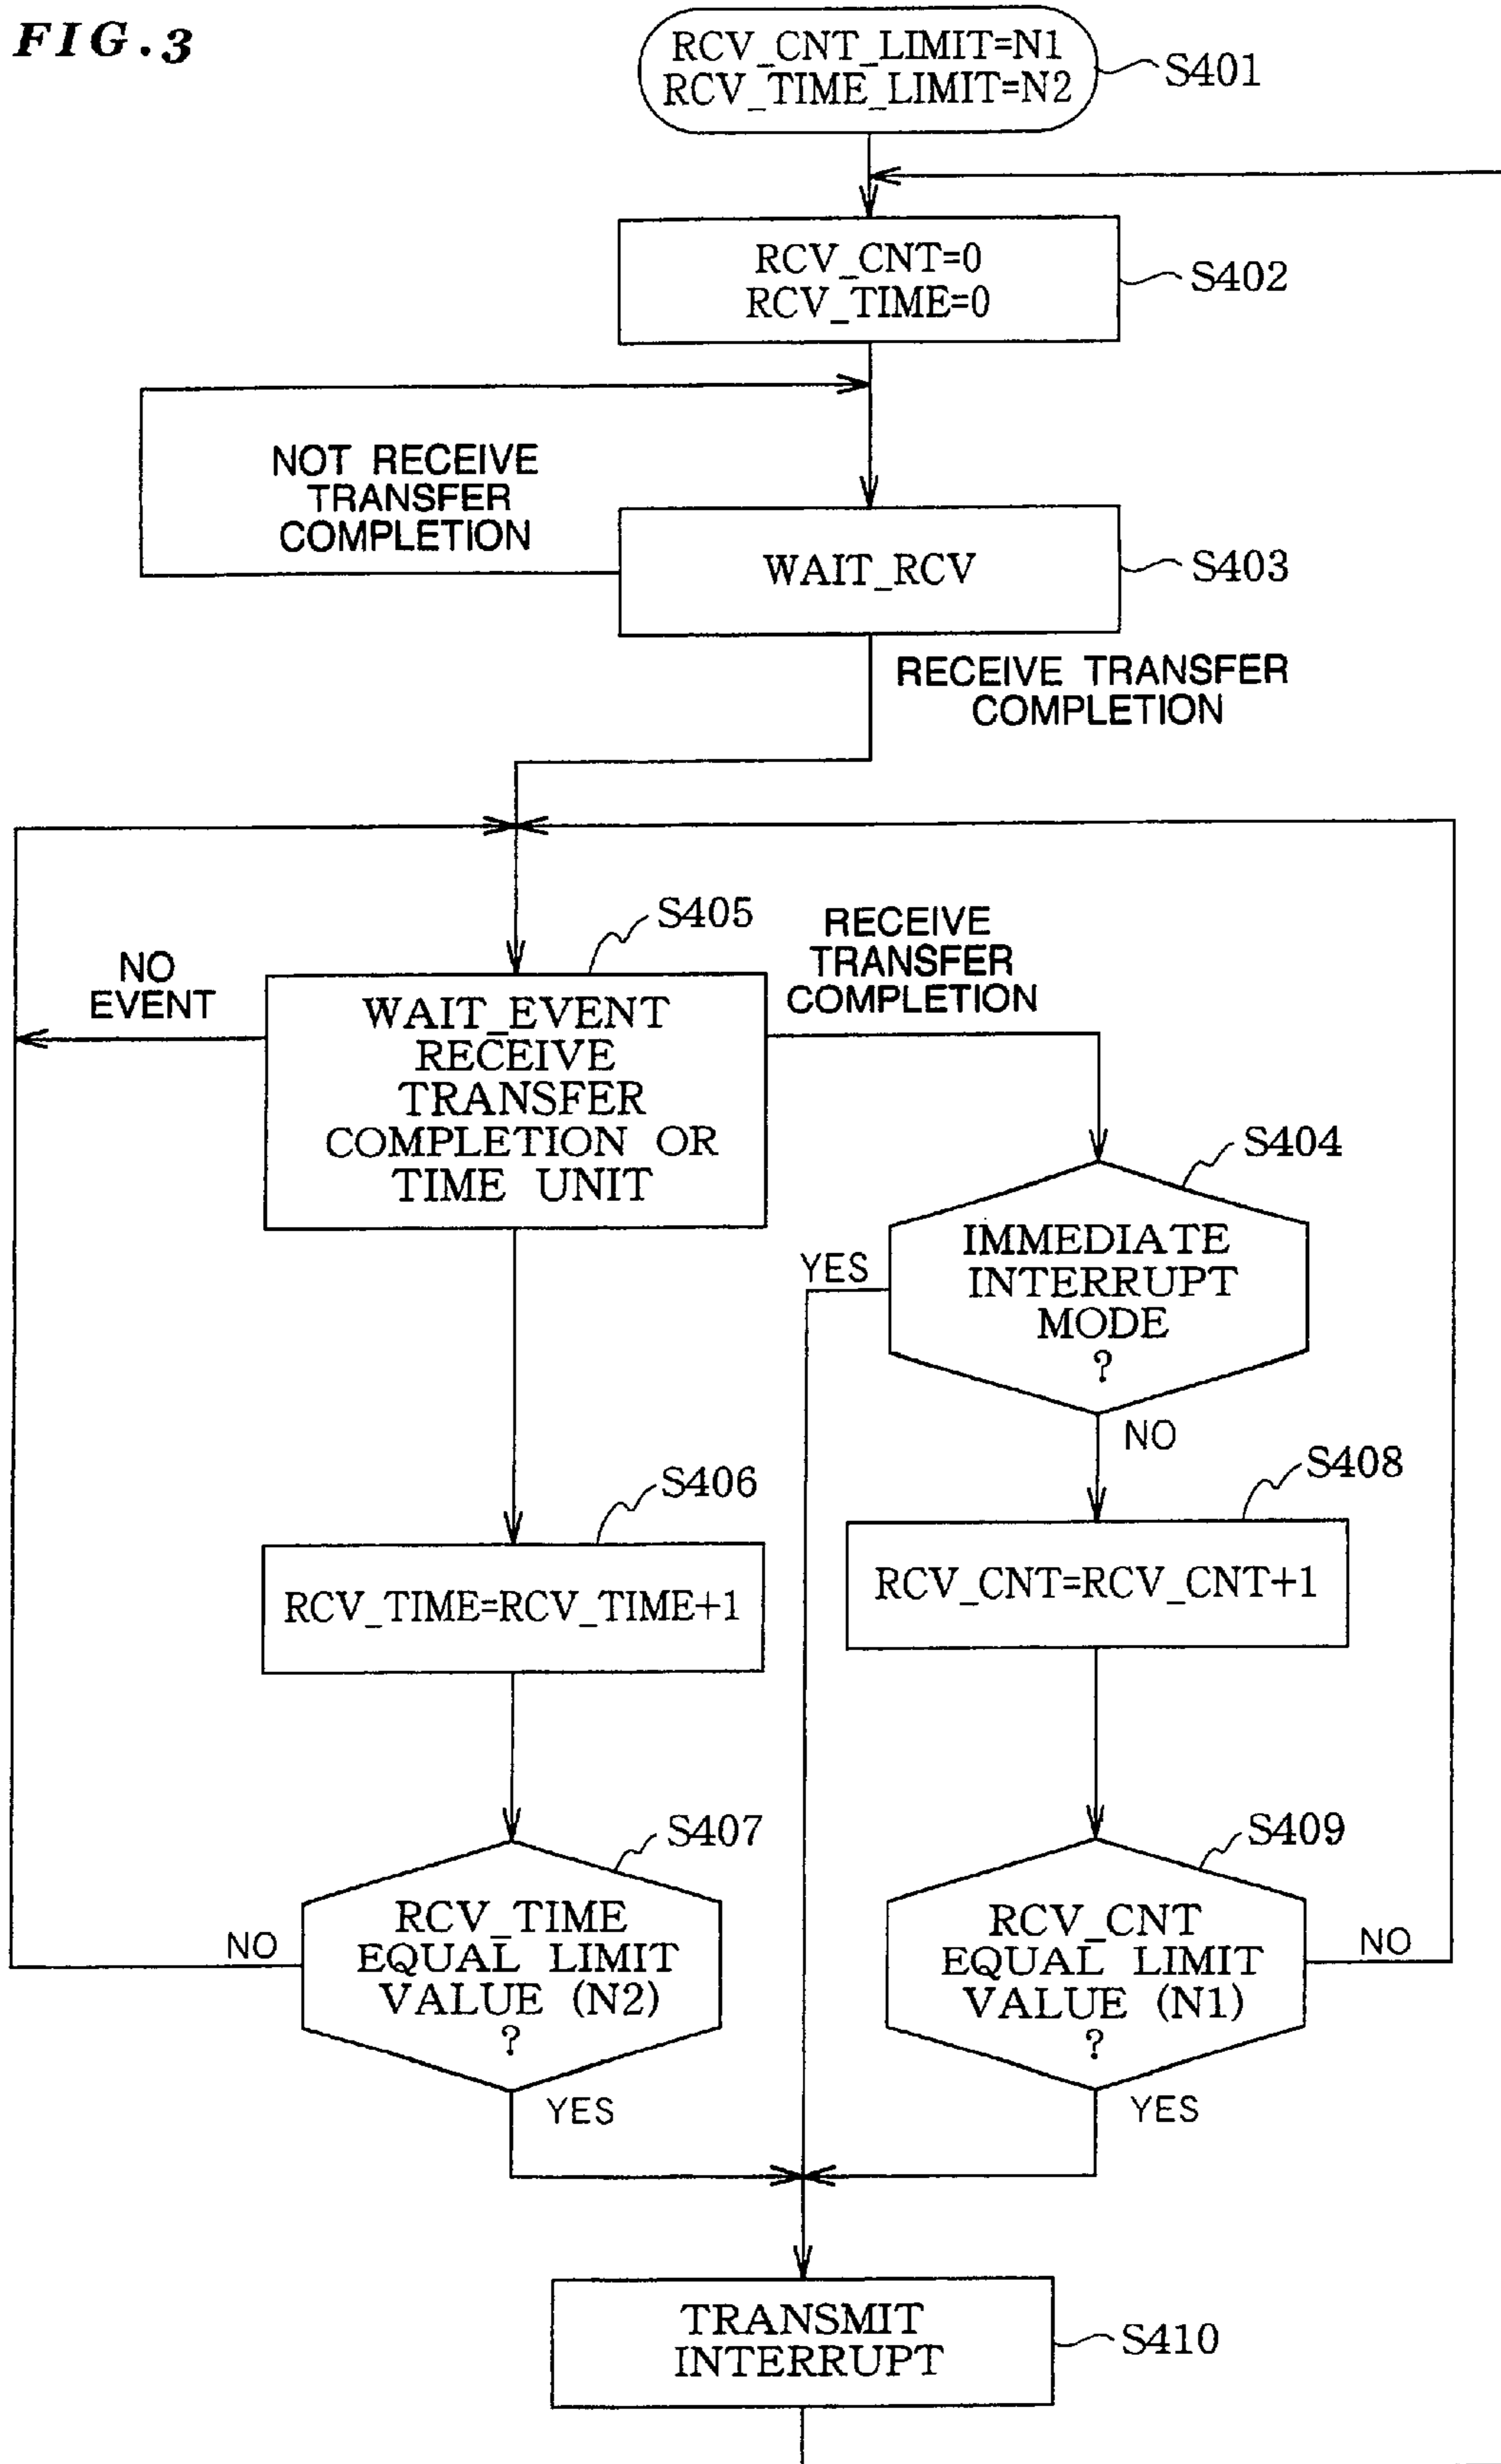 FIG.3
RCV_CNT_LIMIT=N1
RCV_TIME_LIMIT=N2
S401
RCV_CNT=0
RCV_TIME=0
S402
NOT RECEIVE
TRANSFER
COMPLETION
WAIT_RCV
S403
RECEIVE TRANSFER
COMPLETION
S405
NO
EVENT
WAIT_EVENT
RECEIVE
TRANSFER
COMPLETION OR
TIME UNIT
RECEIVE
TRANSFER
COMPLETION
S404
IMMEDIATE
INTERRUPT
MODE
?
YES
NO
S406
RCV_TIME=RCV_TIME+1
S408
RCV_CNT=RCV_CNT+1
S407
RCV_TIME
EQUAL LIMIT
VALUE (N2)
?
NO
YES
S409
RCV_CNT
EQUAL LIMIT
VALUE (N1)
?
NO
YES
TRANSMIT
INTERRUPT
S410